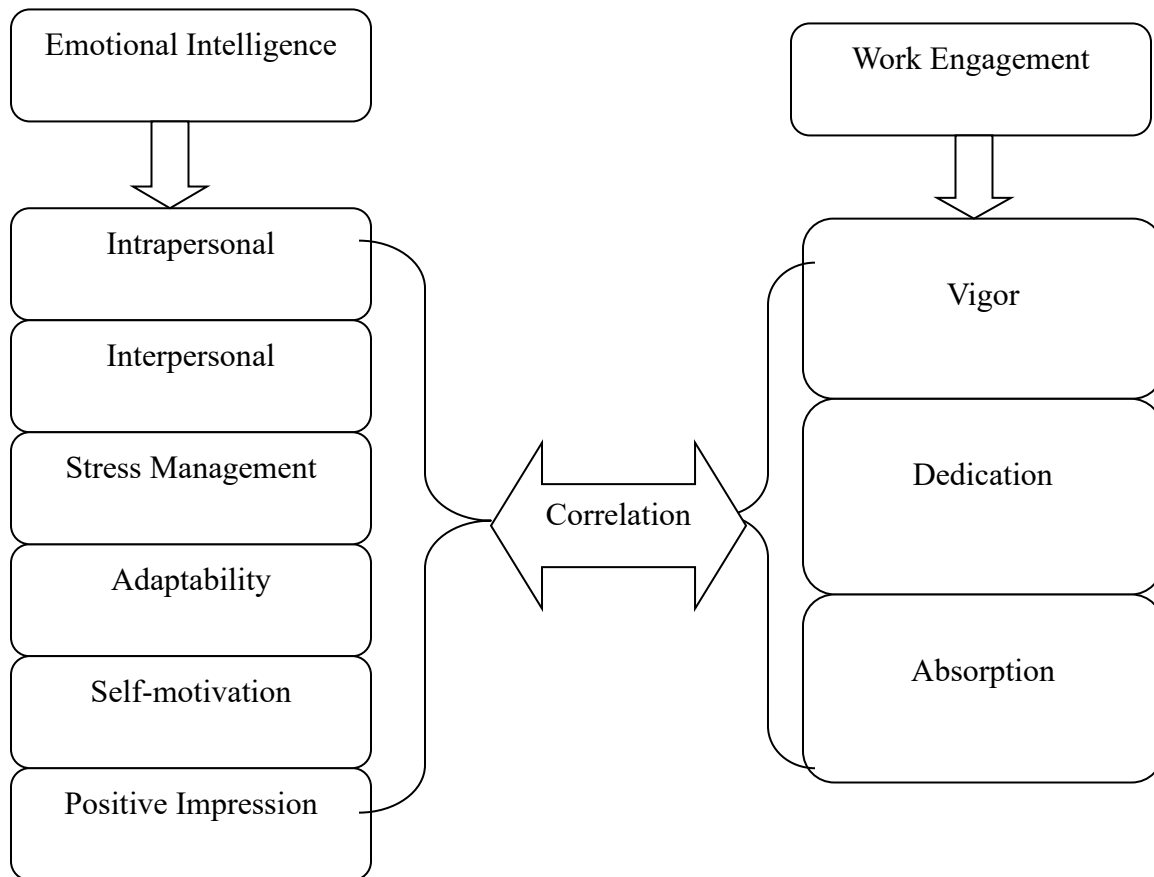 Emotional Intelligence
Work Engagement
Intrapersonal
Interpersonal
Stress Management
Adaptability
Self-motivation
Positive Impression
Correlation
Vigor
Dedication
Absorption